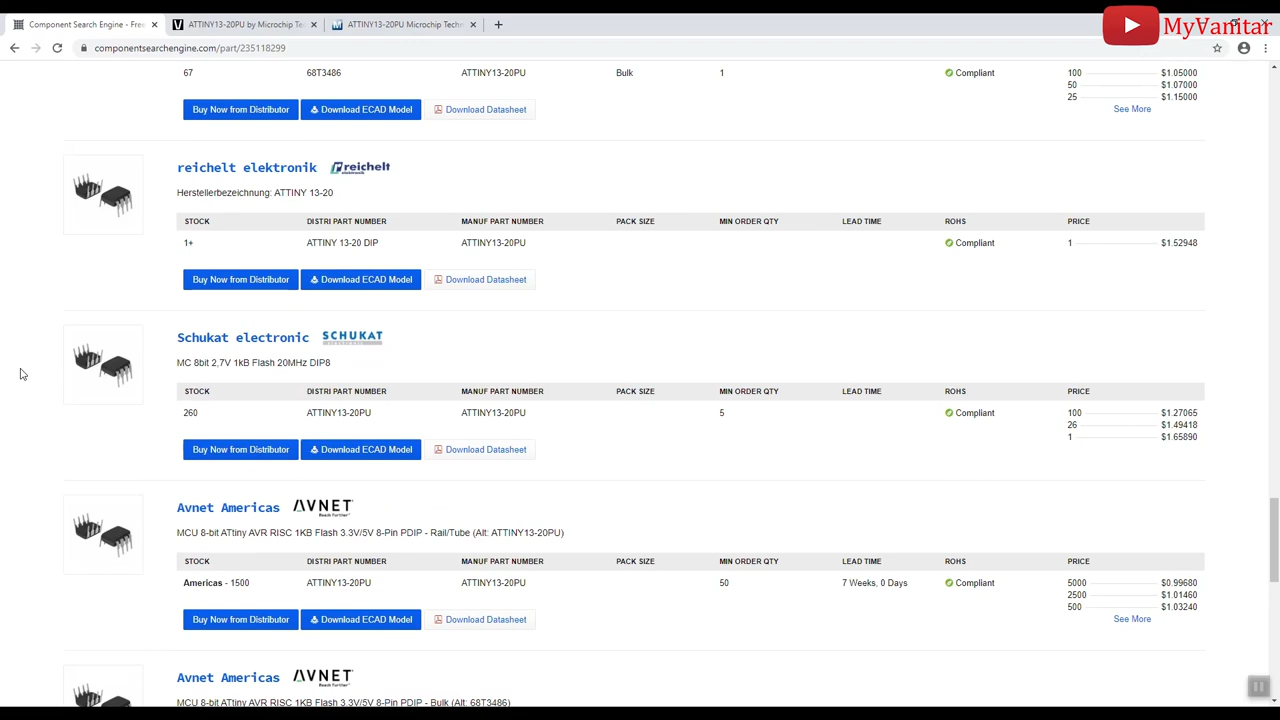 Component Search Engine - Free
ATTINY13-20PU by Microchip Te
ATTINY13-20PU Microchip Techn
MyVanitar
componentsearchengine.com/part/235118299
67 68T3486 ATTINY13-20PU Bulk 1 Compliant 100 $1.05000
50 $1.07000
25 $1.15000
Buy Now from Distributor Download ECAD Model Download Datasheet See More
reichelt elektronik reichelt elektronik
Herstellerbezeichnung: ATTINY 13-20
STOCK DISTRI PART NUMBER MANUF PART NUMBER PACK SIZE MIN ORDER QTY LEAD TIME ROHS PRICE
1+ ATTINY 13-20 DIP ATTINY13-20PU Compliant 1 $1.52948
Buy Now from Distributor Download ECAD Model Download Datasheet
Schukat electronic SCHUKAT
MC 8bit 2,7V 1kB Flash 20MHz DIP8
STOCK DISTRI PART NUMBER MANUF PART NUMBER PACK SIZE MIN ORDER QTY LEAD TIME ROHS PRICE
260 ATTINY13-20PU ATTINY13-20PU 5 Compliant 100 $1.27065
26 $1.49418
1 $1.65890
Buy Now from Distributor Download ECAD Model Download Datasheet
Avnet Americas AVNET
Reach Further
MCU 8-bit ATtiny AVR RISC 1KB Flash 3.3V/5V 8-Pin PDIP - Rail/Tube (Alt: ATTINY13-20PU)
STOCK DISTRI PART NUMBER MANUF PART NUMBER PACK SIZE MIN ORDER QTY LEAD TIME ROHS PRICE
Americas - 1500 ATTINY13-20PU ATTINY13-20PU 50 7 Weeks, 0 Days Compliant 5000 $0.99680
2500 $1.01460
500 $1.03240
Buy Now from Distributor Download ECAD Model Download Datasheet See More
Avnet Americas AVNET
Reach Further
MCU 8-bit ATtiny AVR RISC 1KB Flash 3.3V/5V 8-Pin PDIP - Bulk (Alt: 68T3486)